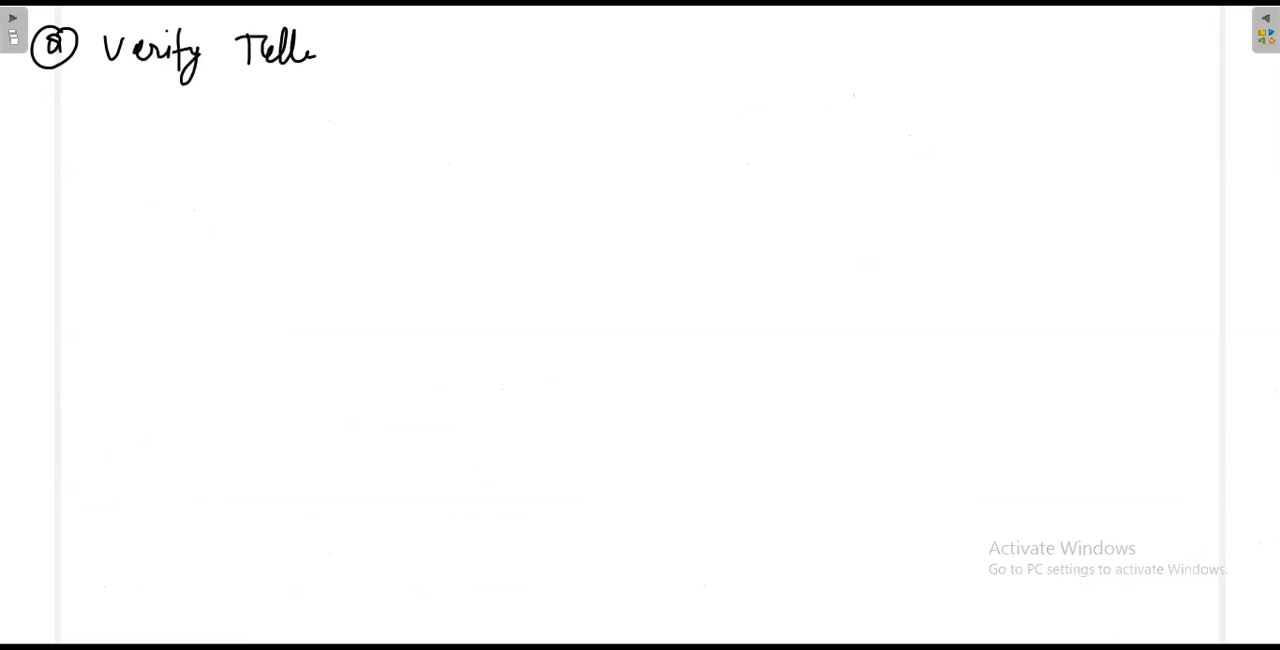 Q Verify Telle
Activate Windows
Go to PC settings to activate Windows.